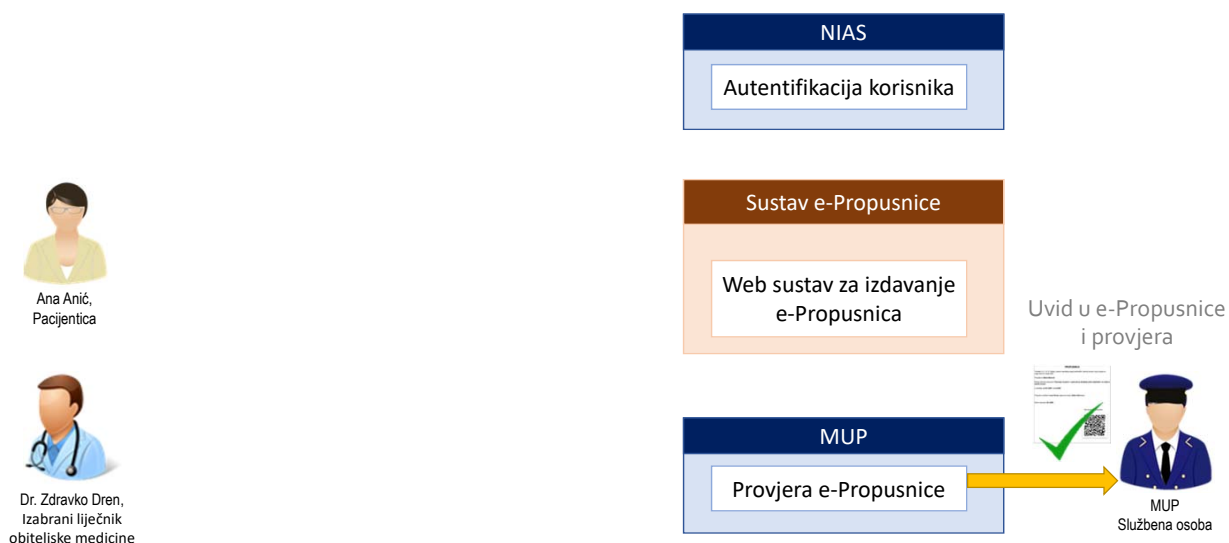 NIAS
Autentifikacija korisnika
Sustav e-Propusnice
Web sustav za izdavanje
e-Propusnica
Ana Anić,
Pacijentica
Uvid u e-Propusnice
i provjera
MUP
Provjera e-Propusnice
Dr. Zdravko Dren,
Izabrani liječnik
obiteljske medicine
MUP
Službena osoba